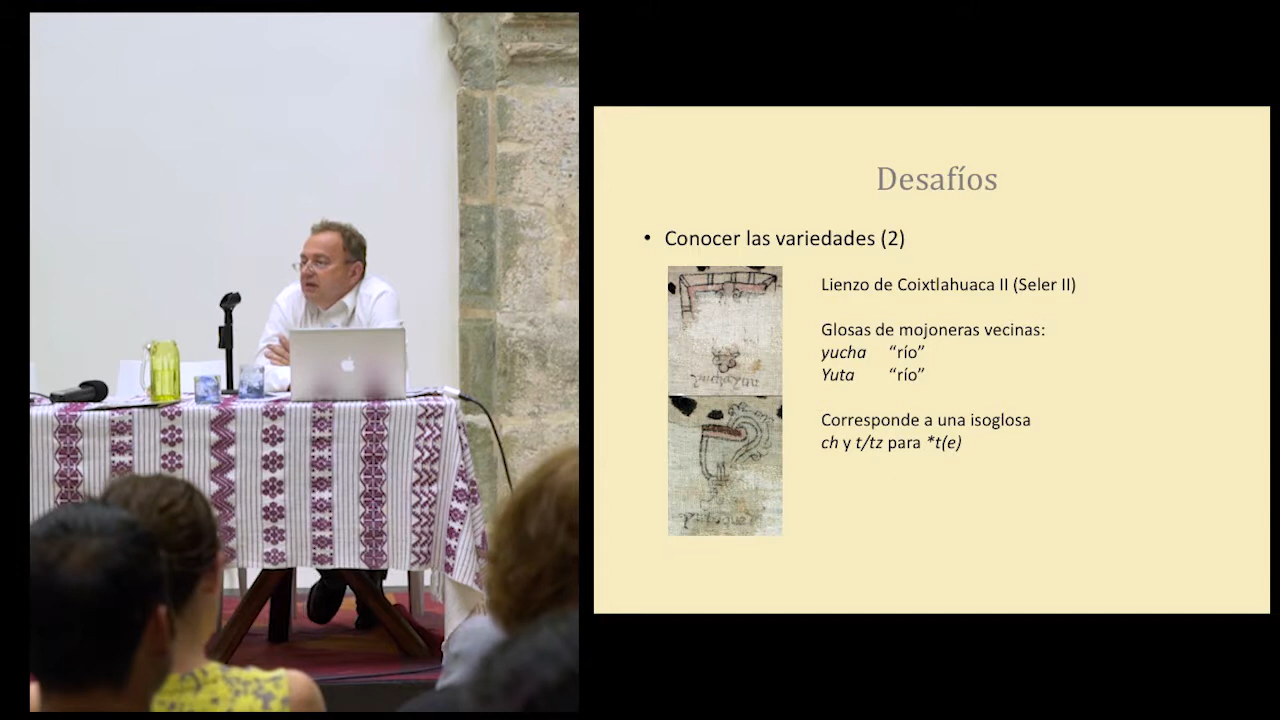 Desafíos
• Conocer las variedades (2)
Lienzo de Coixtlahuaca II (Seler II)
Glosas de mojoneras vecinas:
yucha “río”
Yuta “río”
Corresponde a una isoglosa
ch y t/tz para *t(e)